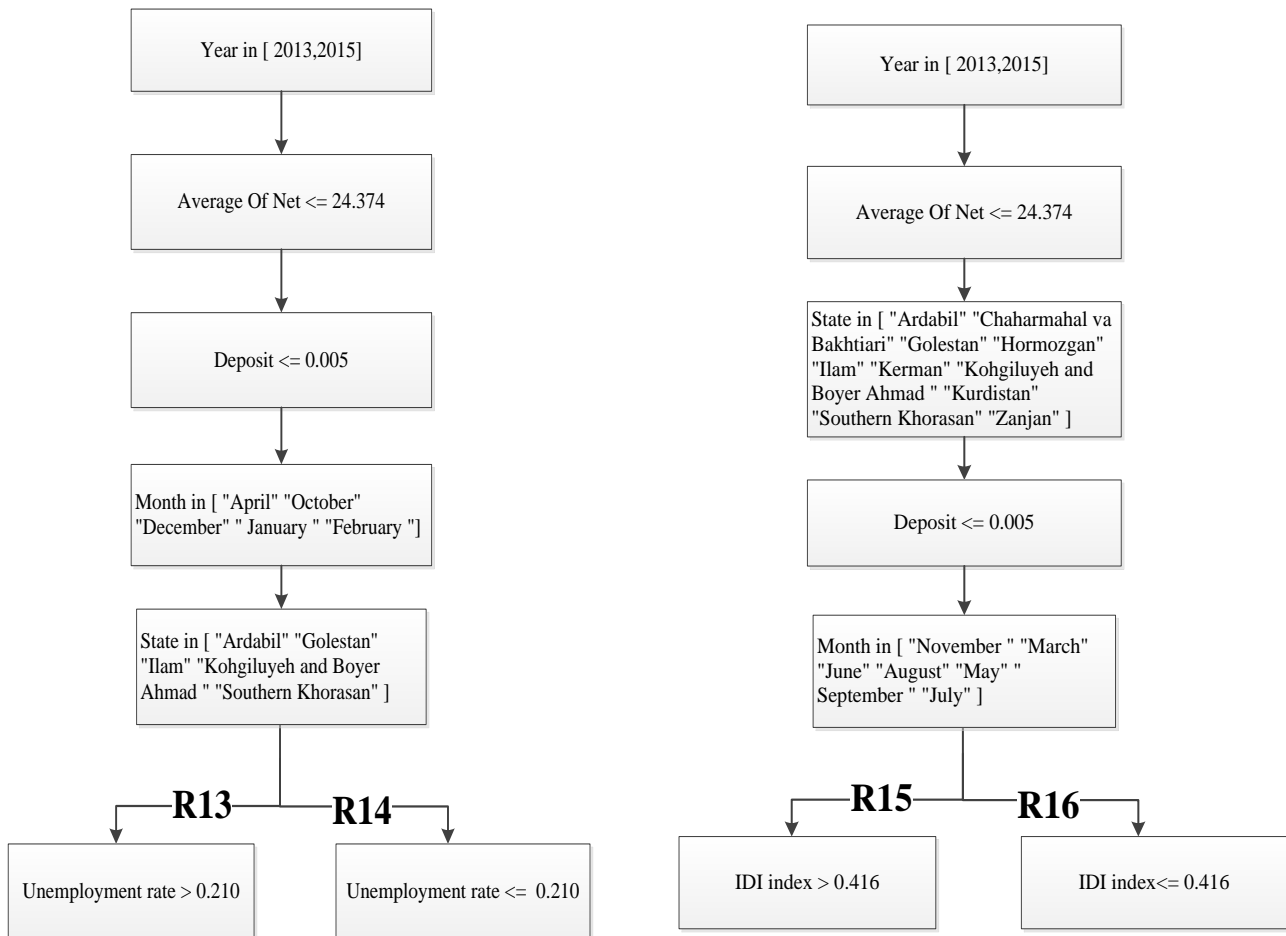 Year in [ 2013,2015]
Average Of Net <= 24.374
Deposit <= 0.005
Month in [ "April" "October"
"December" " January " "February "]
State in [ "Ardabil" "Golestan"
"Ilam" "Kohgiluyeh and Boyer
Ahmad " "Southern Khorasan" ]
R13
R14
Unemployment rate > 0.210
Unemployment rate <=  0.210
Year in [ 2013,2015]
Average Of Net <= 24.374
State in [ "Ardabil" "Chaharmahal va
Bakhtiari" "Golestan" "Hormozgan"
"Ilam" "Kerman" "Kohgiluyeh and
Boyer Ahmad " "Kurdistan"
"Southern Khorasan" "Zanjan" ]
Deposit <= 0.005
Month in [ "November " "March"
"June" "August" "May" "
September " "July" ]
R15
R16
IDI index > 0.416
IDI index<= 0.416